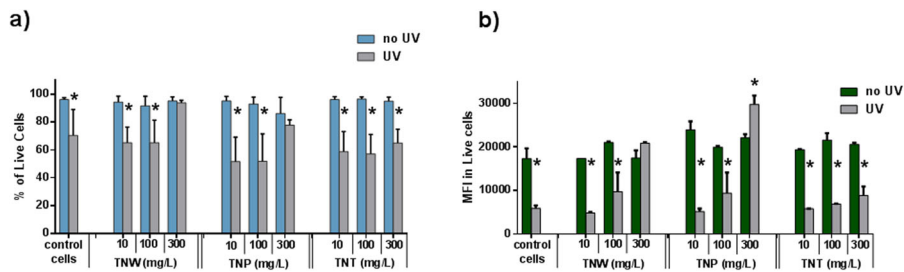 a)
no UV
UV
% of Live Cells
100
80
60
40
20
0
*
* *
* *
* * *
control
cells
10 100 300
TNW (mg/L)
10 100 300
TNP (mg/L)
10 100 300
TNT (mg/L)
b)
no UV
UV
MFI in Live cells
30000
20000
10000
0
*
* *
* * *
* * *
control
cells
10 100 300
TNW (mg/L)
10 100 300
TNP (mg/L)
10 100 300
TNT (mg/L)